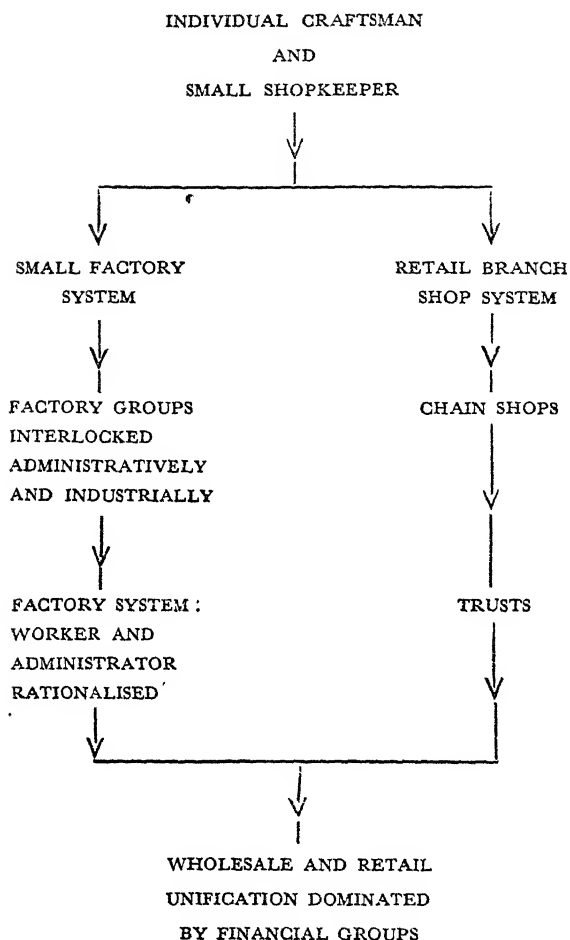 INDIVIDUAL CRAFTSMAN
AND
SMALL SHOPKEEPER
SMALL FACTORY
SYSTEM
RETAIL BRANCH
SHOP SYSTEM
FACTORY GROUPS
INTERLOCKED
ADMINISTRATIVELY
AND INDUSTRIALLY
CHAIN SHOPS
FACTORY SYSTEM:
WORKER AND
ADMINISTRATOR
RATIONALISED
TRUSTS
WHOLESALE AND RETAIL
UNIFICATION DOMINATED
BY FINANCIAL GROUPS